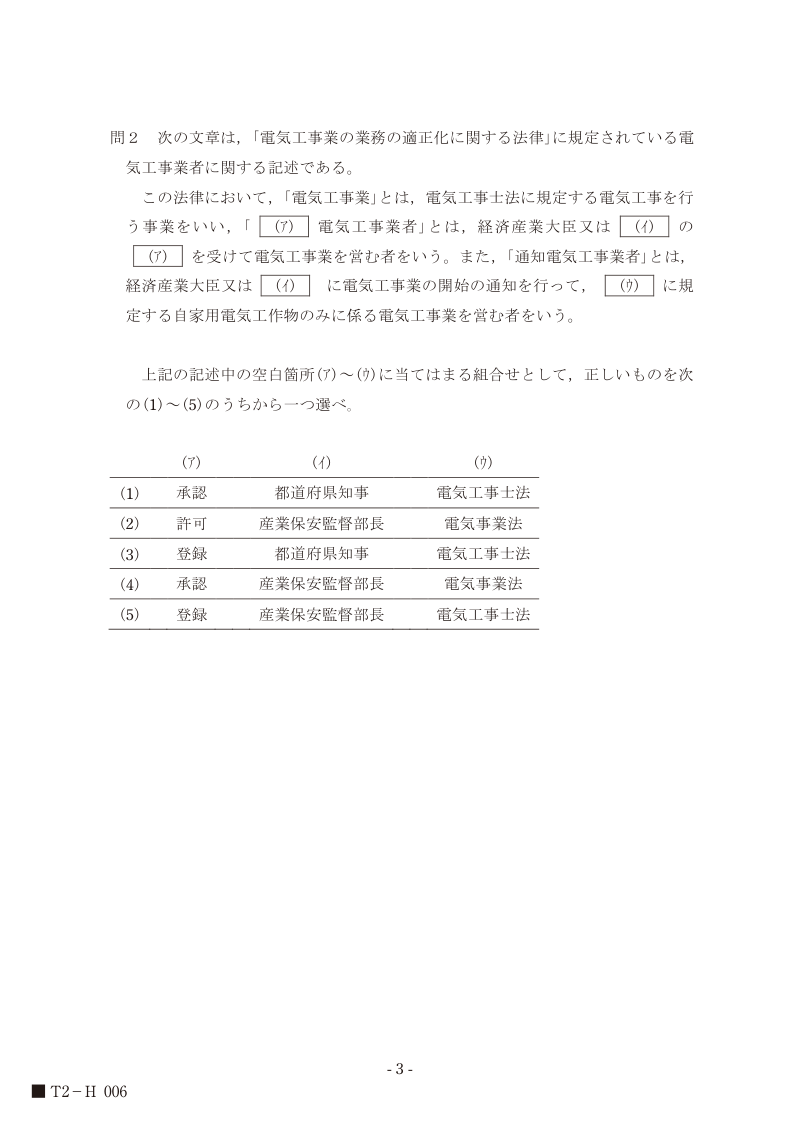 問２　次の文章は，「電気工事業の業務の適正化に関する法律」に規定されている電
気工事業者に関する記述である。
この法律において，「電気工事業」とは，電気工事士法に規定する電気工事を行
う事業をいい，「 (ｱ) 電気工事業者」とは，経済産業大臣又は (ｲ) の
(ｱ) を受けて電気工事業を営む者をいう。また，「通知電気工事業者」とは，
経済産業大臣又は (ｲ) に電気工事業の開始の通知を行って， (ｳ) に規
定する自家用電気工作物のみに係る電気工事業を営む者をいう。
上記の記述中の空白箇所(ｱ)～(ｳ)に当てはまる組合せとして，正しいものを次
の(1)～(5)のうちから一つ選べ。
(ｱ) (ｲ) (ｳ)
(1) 承認 都道府県知事 電気工事士法
(2) 許可 産業保安監督部長 電気事業法
(3) 登録 都道府県知事 電気工事士法
(4) 承認 産業保安監督部長 電気事業法
(5) 登録 産業保安監督部長 電気工事士法
- 3 -
■ T2－H 006